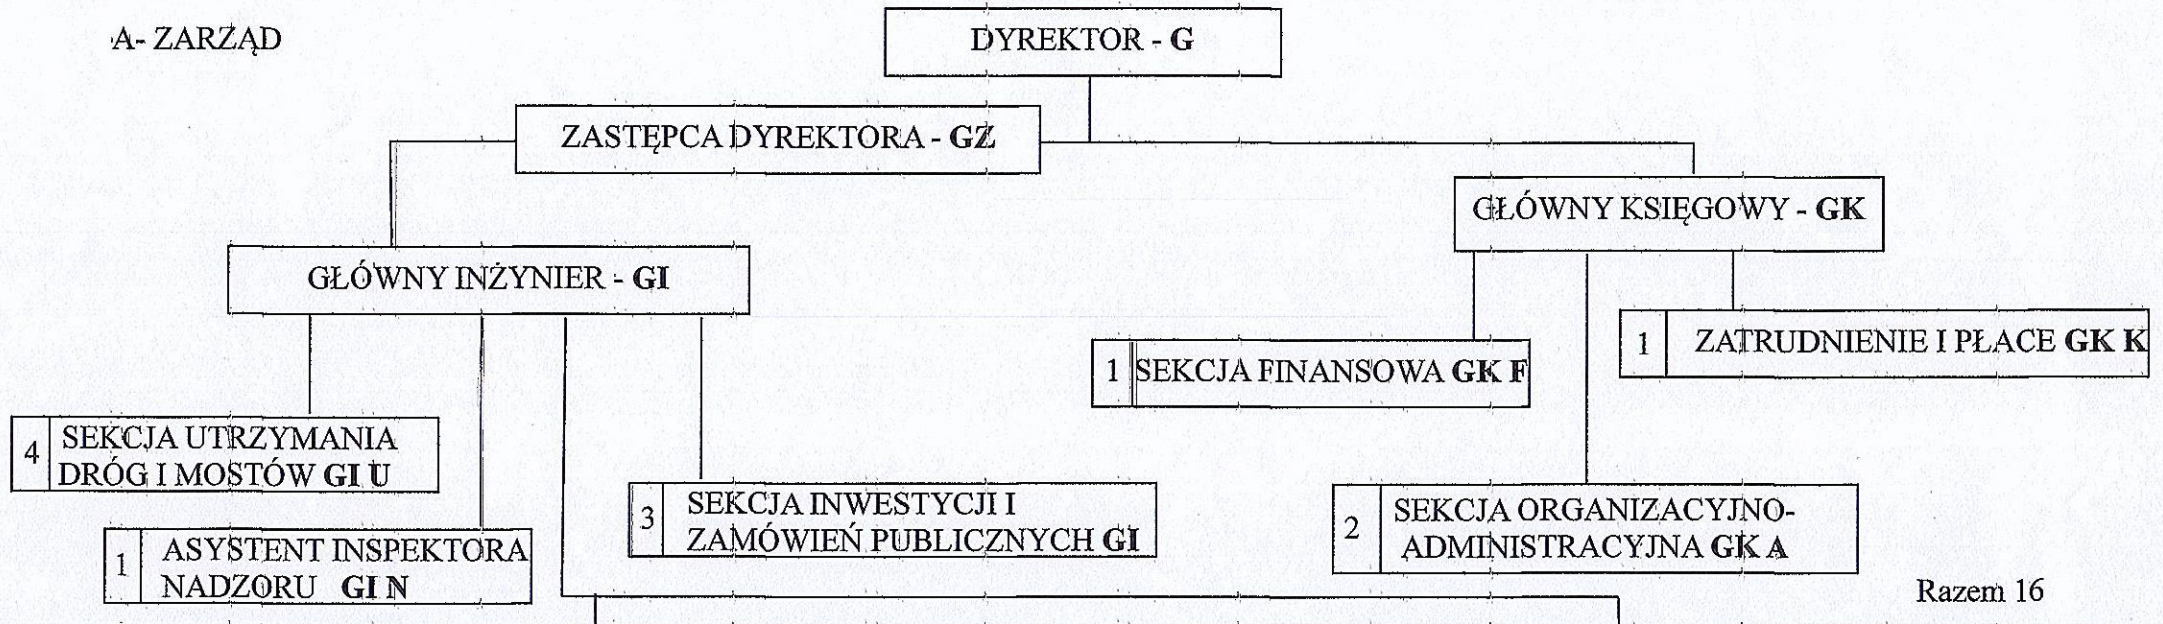 A- ZARZĄD
DYREKTOR - G
ZASTĘPCA DYREKTORA - GZ
GŁÓWNY KSIĘGOWY - GK
GŁÓWNY INŻYNIER - GI
1 ZATRUDNIENIE I PŁACE GK K
1 SEKCJA FINANSOWA GK F
4 SEKCJA UTRZYMANIA
DRÓG I MOSTÓW GI U
3 SEKCJA INWESTYCJI I
ZAMÓWIEŃ PUBLICZNYCH GI
2 SEKCJA ORGANIZACYJNO-
ADMINISTRACYJNA GK A
1 ASYSTENT INSPEKTORA
NADZORU GI N
Razem 16